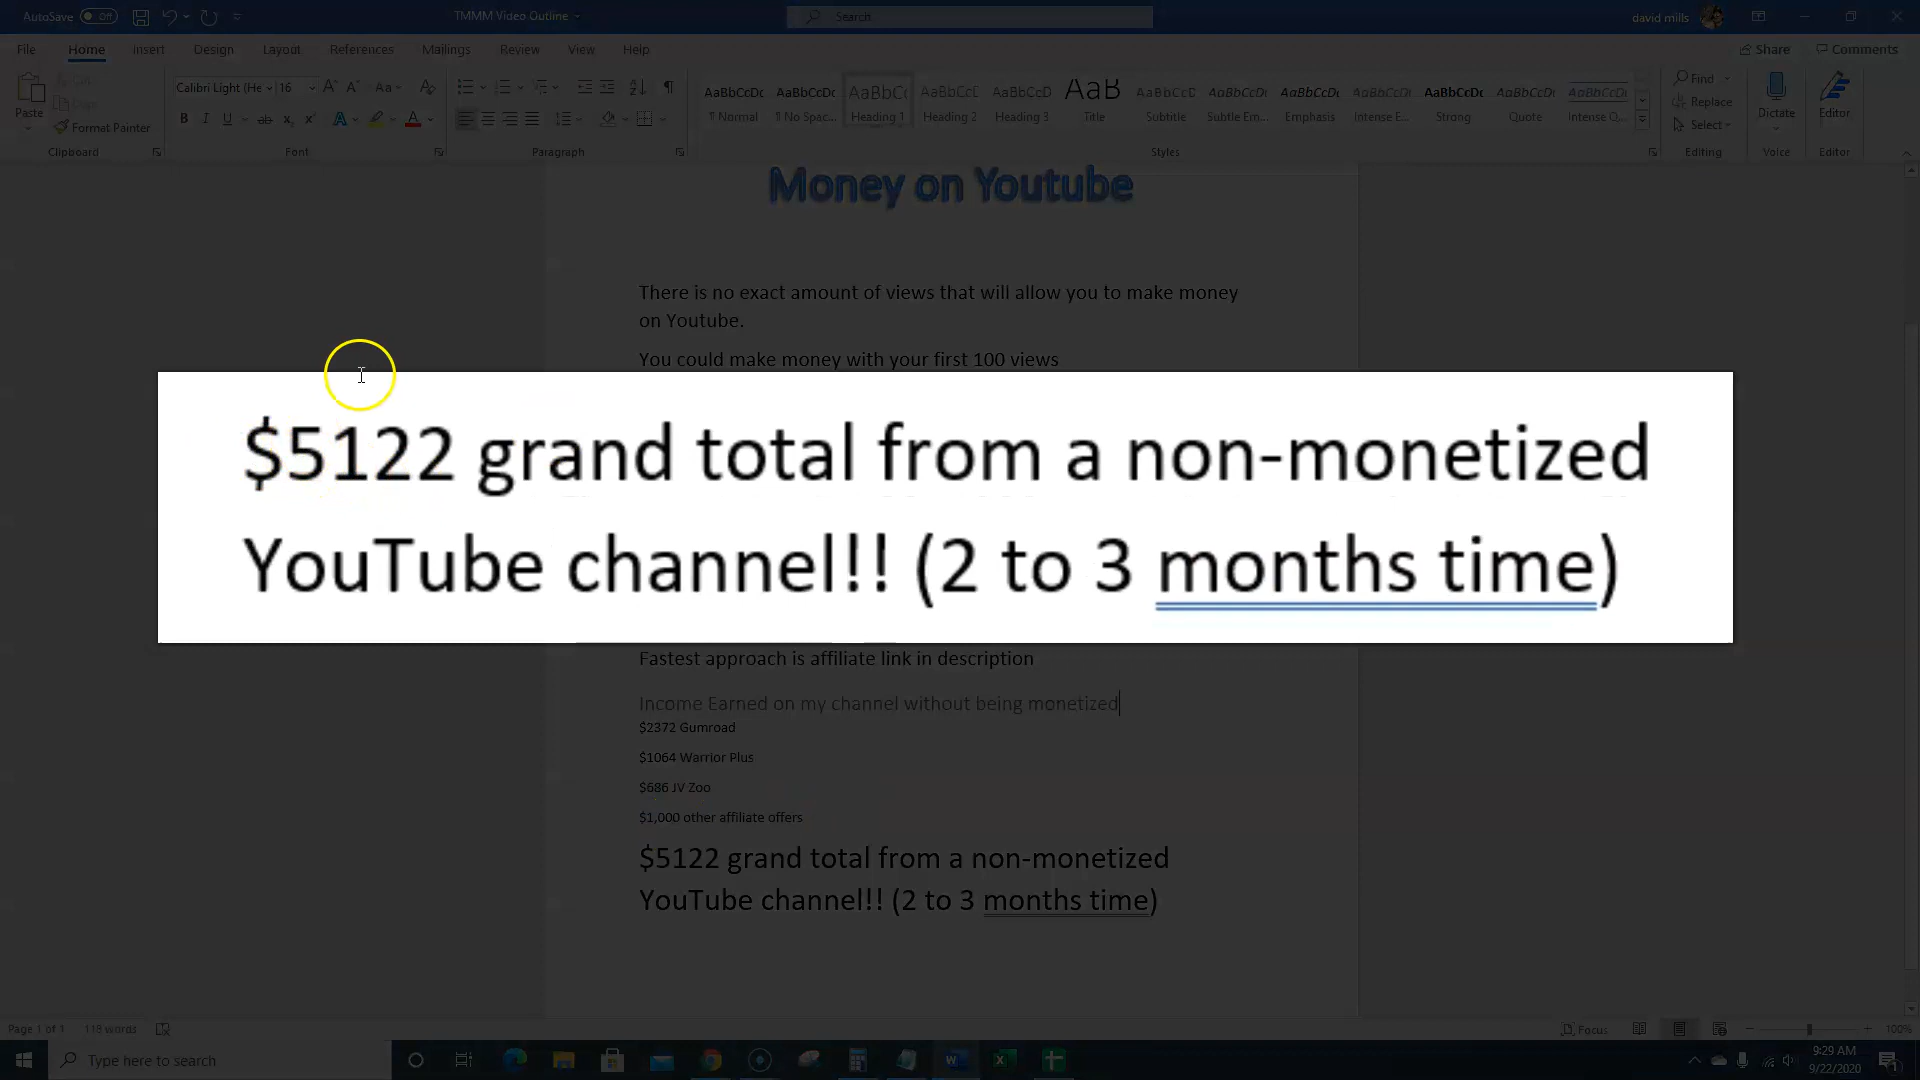 AutoSave Off
TMMM Video Outline
Search
david mills
File Home Insert Design Layout References Mailings Review View Help
Share Comments
Paste
Cut
Copy
Format Painter
Calibri Light (He 16
AaBbCcDc AaBbCcDc AaBbC( AaBbCcC AaBbCcD AaB AaBbCcD AaBbCcD( AaBbCcD( AaBbCcD( AaBbCcDc AaBbCcD( AaBbCcD(
¶ Normal ¶ No Spac... Heading 1 Heading 2 Heading 3 Title Subtitle Subtle Em... Emphasis Intense E... Strong Quote Intense Q...
Find
Replace
Select
Dictate
Editor
Clipboard Font Paragraph Styles Editing Voice Editor
Money on Youtube
There is no exact amount of views that will allow you to make money
on Youtube.
You could make money with your first 100 views
$5122 grand total from a non-monetized
YouTube channel!! (2 to 3 months time)
Fastest approach is affiliate link in description
Income Earned on my channel without being monetized
$2372 Gumroad
$1064 Warrior Plus
$686 JV Zoo
$1,000 other affiliate offers
$5122 grand total from a non-monetized
YouTube channel!! (2 to 3 months time)
Page 1 of 1 118 words
Focus
100%
Type here to search
9:29 AM
9/22/2020